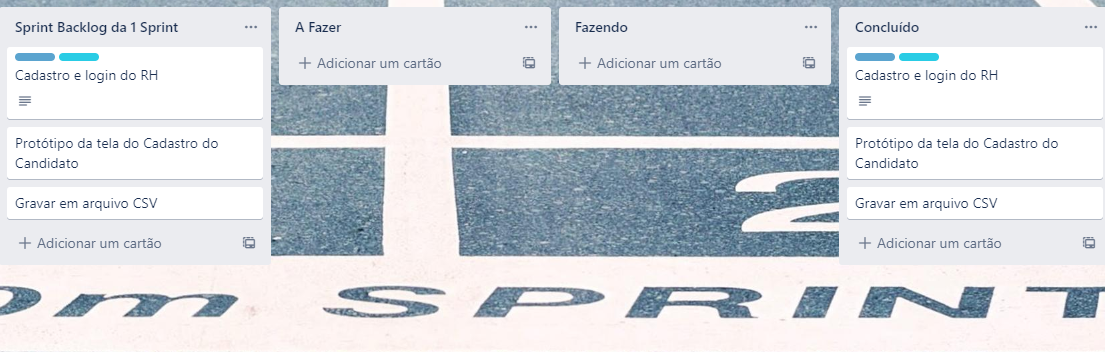 Sprint Backlog da 1 Sprint
Cadastro e login do RH
Protótipo da tela do Cadastro do
Candidato
Gravar em arquivo CSV
Adicionar um cartão
A Fazer
Adicionar um cartão
Fazendo
Adicionar um cartão
Concluído
Cadastro e login do RH
Protótipo da tela do Cadastro do
Candidato
Gravar em arquivo CSV
Adicionar um cartão
2
0m SPRINT